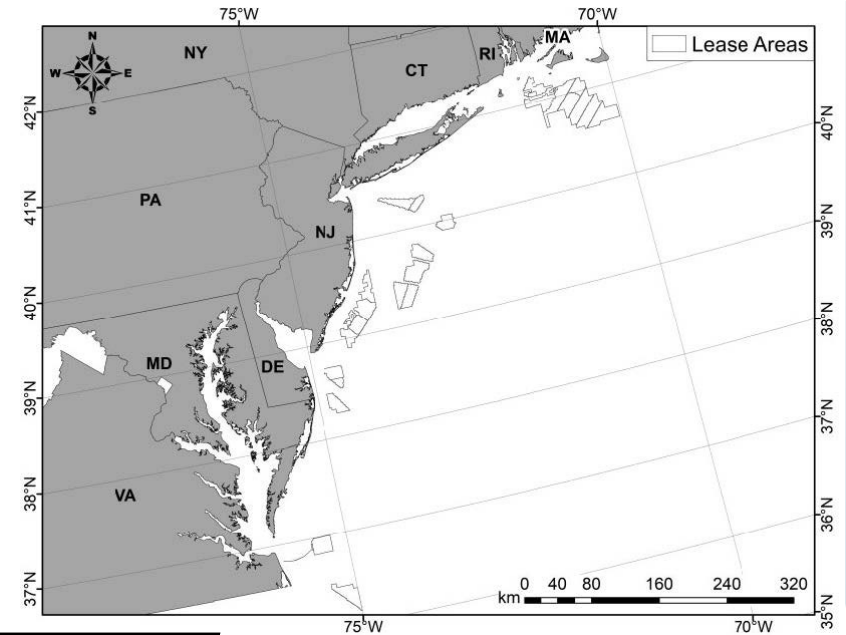 75°W
70°W
N
W
E
S
NY
CT
RI
MA
Lease Areas
42°N
40°N
PA
41°N
NJ
39°N
40°N
38°N
MD
DE
39°N
37°N
VA
38°N
36°N
37°N
0 40 80 160 240 320
km
35°N
75°W
70°W